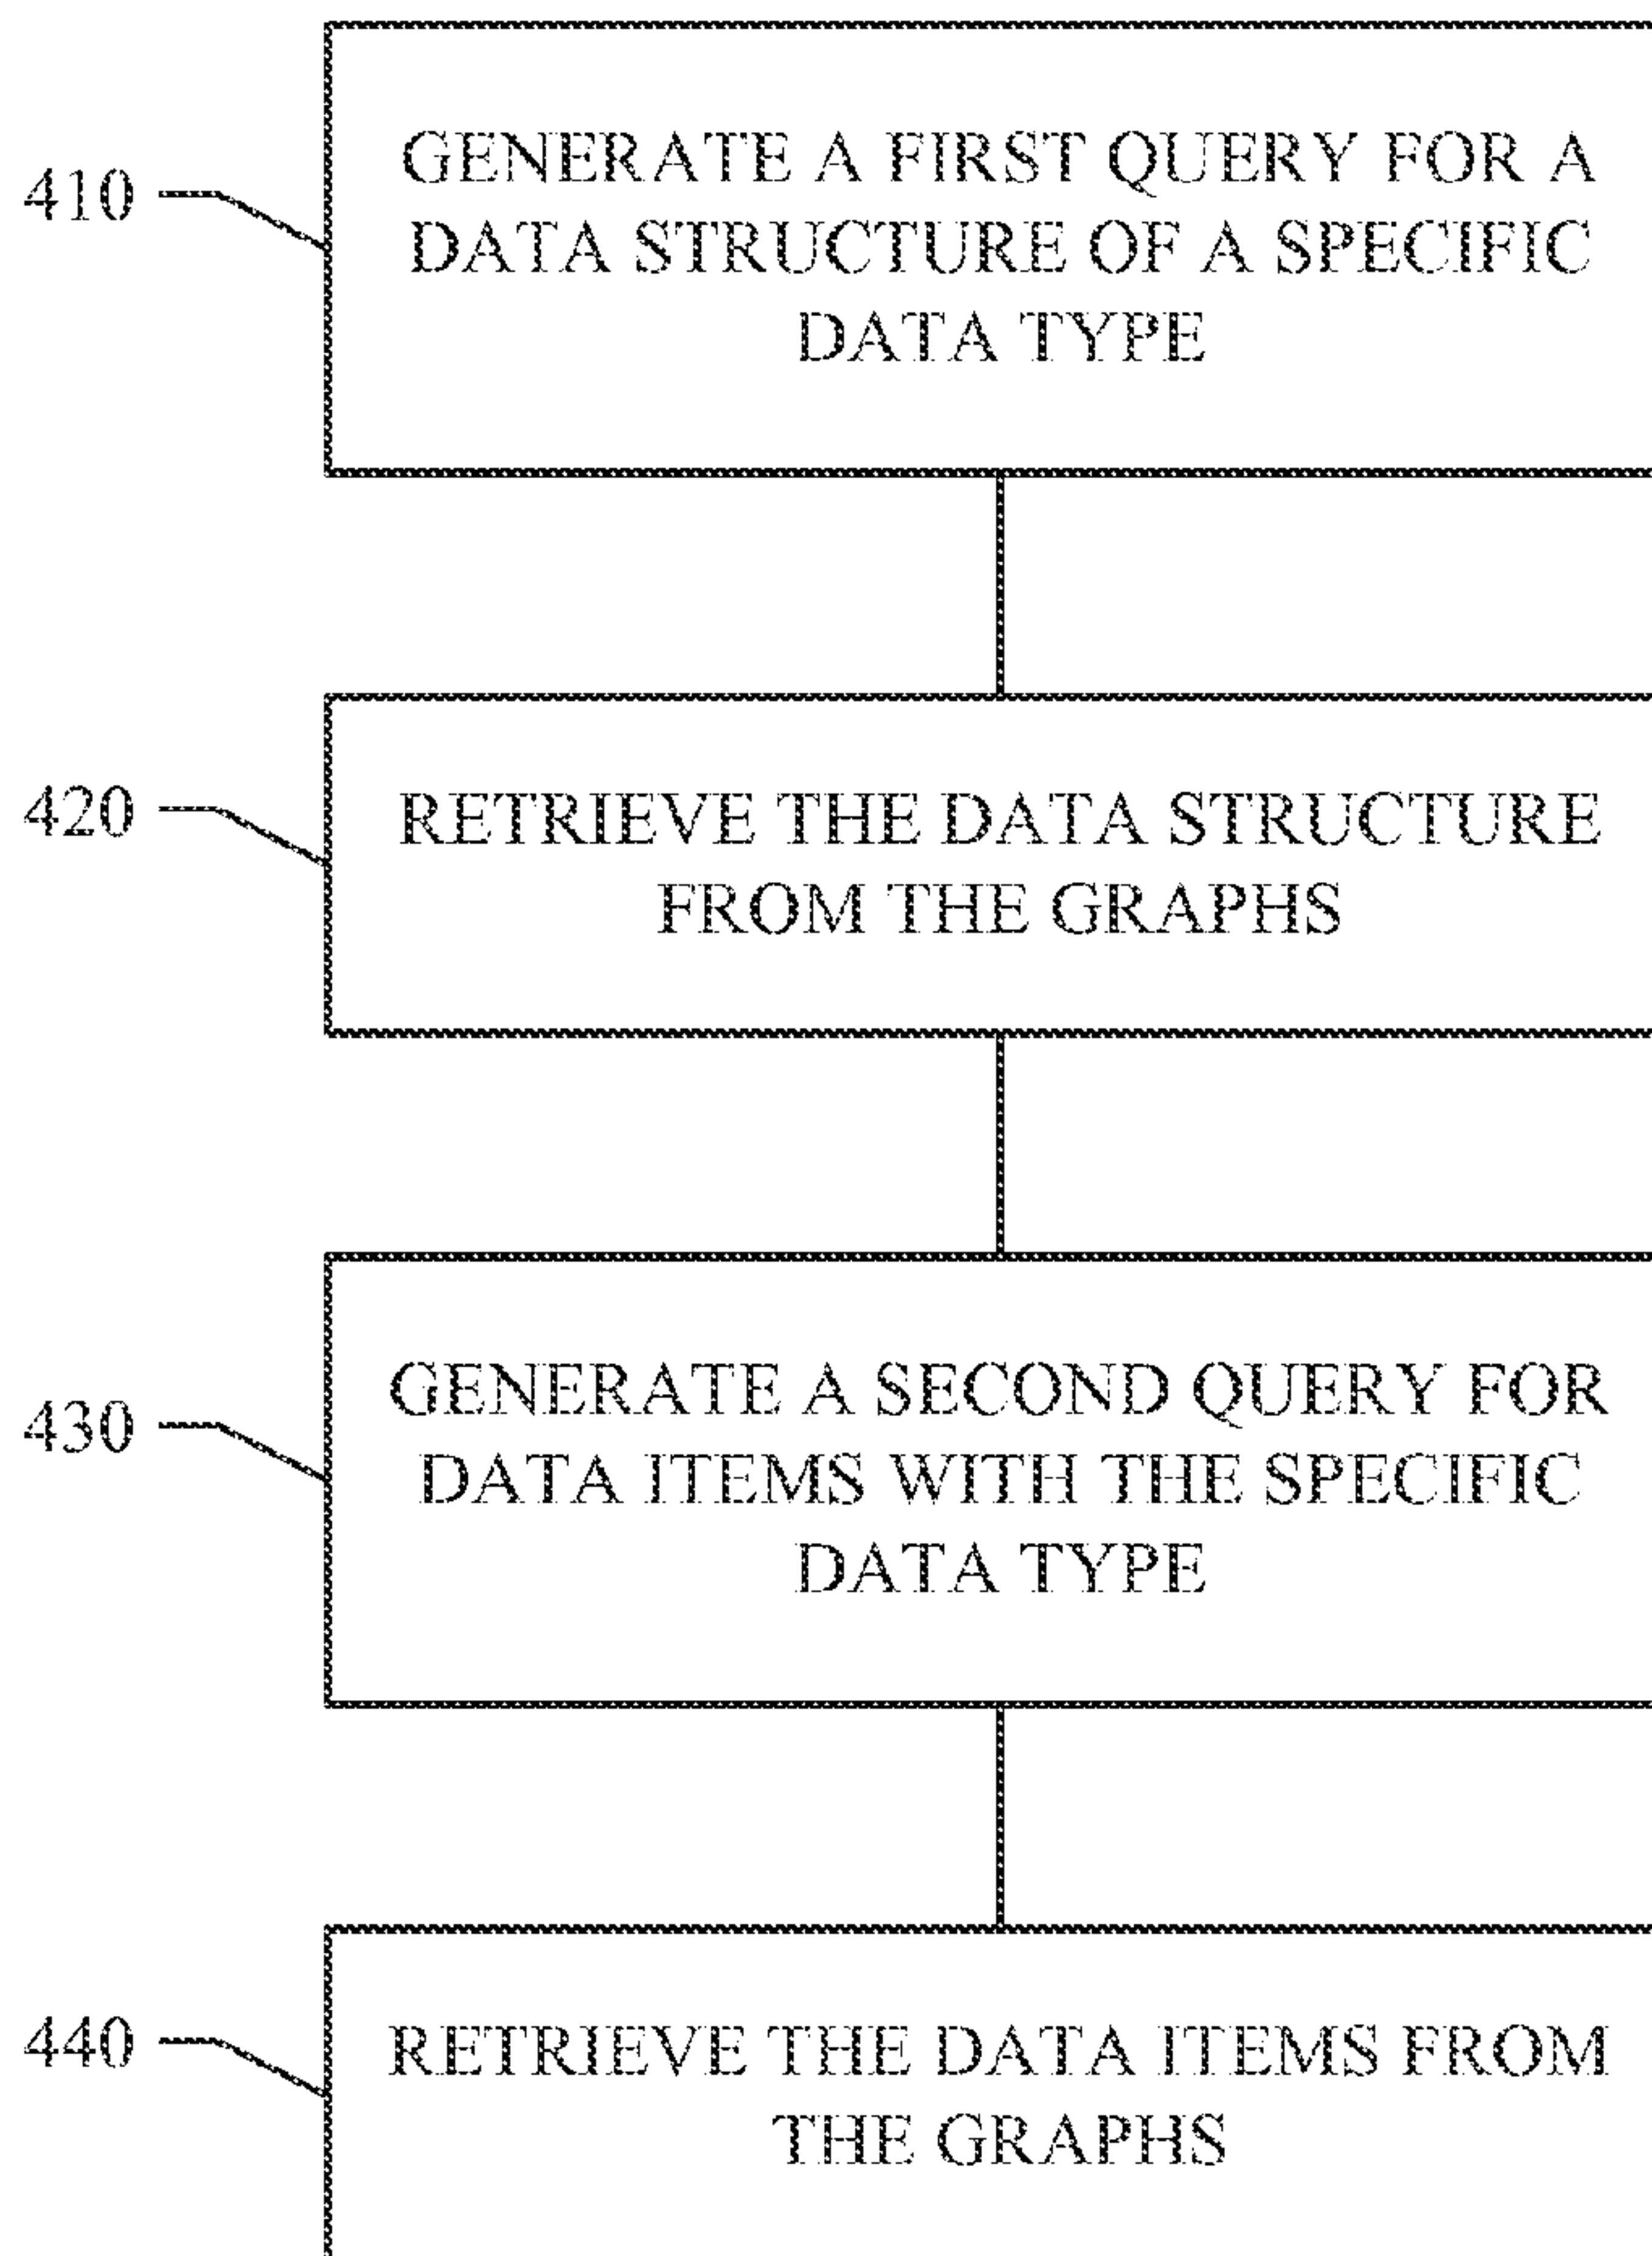 410
GENERATE A FIRST QUERY FOR A
DATA STRUCTURE OF A SPECIFIC
DATA TYPE
420
RETRIEVE THE DATA STRUCTURE
FROM THE GRAPHS
430
GENERATE A SECOND QUERY FOR
DATA ITEMS WITH THE SPECIFIC
DATA TYPE
440
RETRIEVE THE DATA ITEMS FROM
THE GRAPHS